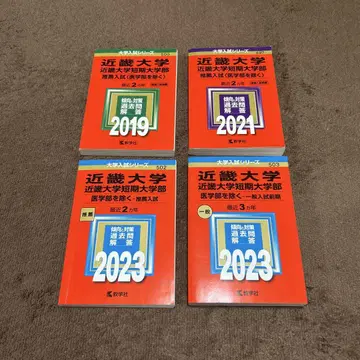 大学入試シリーズ
近畿大学
近畿大学短期大学部
推薦入試〈医学部を除く〉
最近2ヵ年
傾向と対策
過去問
解答
2019
教学社
大学入試シリーズ
近畿大学
近畿大学短期大学部
推薦入試〈医学部を除く〉
最近2ヵ年
傾向と対策
過去問
解答
2021
教学社
大学入試シリーズ
502
近畿大学
近畿大学短期大学部
医学部を除く-推薦入試
推薦
最近2ヵ年
傾向と対策
過去問
解答
2023
教学社
大学入試シリーズ
503
近畿大学
近畿大学短期大学部
医学部を除く-一般入試前期
一般
最近3ヵ年
傾向と対策
過去問
解答
2023
教学社